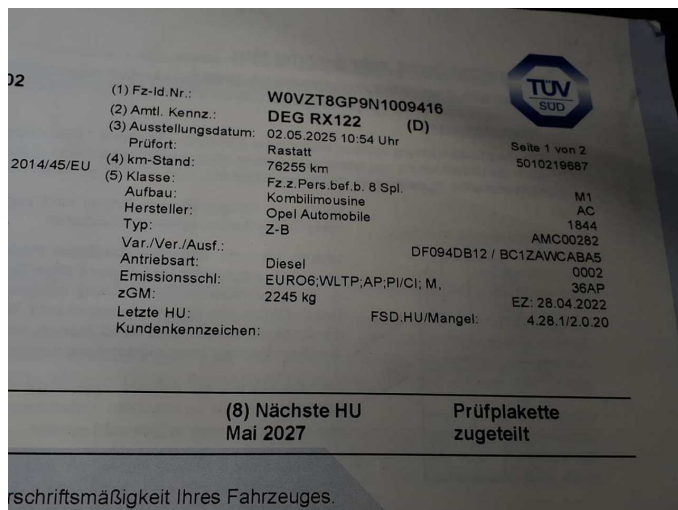 02
TÜV
SÜD
(1) Fz-Id.Nr.: W0VZT8GP9N1009416
(2) Amtl. Kennz.: DEG RX122 (D)
(3) Ausstellungsdatum: 02.05.2025 10:54 Uhr Seite 1 von 2
Prüfort: Rastatt 5010219687
2014/45/EU (4) km-Stand: 76255 km
(5) Klasse: Fz.z.Pers.bef.b. 8 Spl. M1
Aufbau: Kombilimousine AC
Hersteller: Opel Automobile 1844
Typ: Z-B AMC00282
Var./Ver./Ausf.: DF094DB12 / BC1ZAWCABA5
Antriebsart: Diesel 0002
Emissionsschl: EURO6;WLTP;AP;PI/CI; M, 36AP
zGM: 2245 kg EZ: 28.04.2022
Letzte HU: FSD.HU/Mangel: 4.28.1/2.0.20
Kundenkennzeichen:
(8) Nächste HU Prüfplakette
Mai 2027 zugeteilt
rschriftsmäßigkeit Ihres Fahrzeuges.